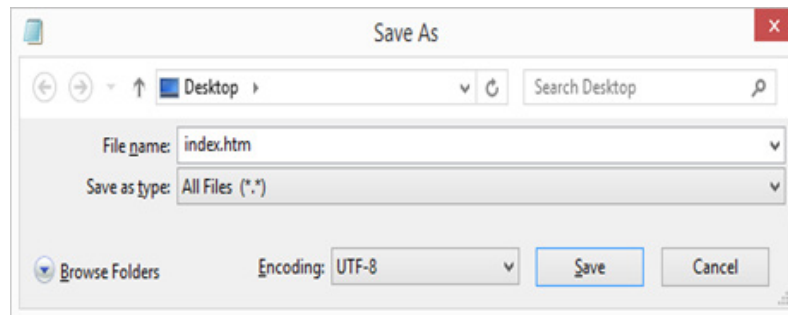 Save As
Desktop
Search Desktop
File name: index.htm
Save as type: All Files (*.*)
Browse Folders Encoding: UTF-8 Save Cancel